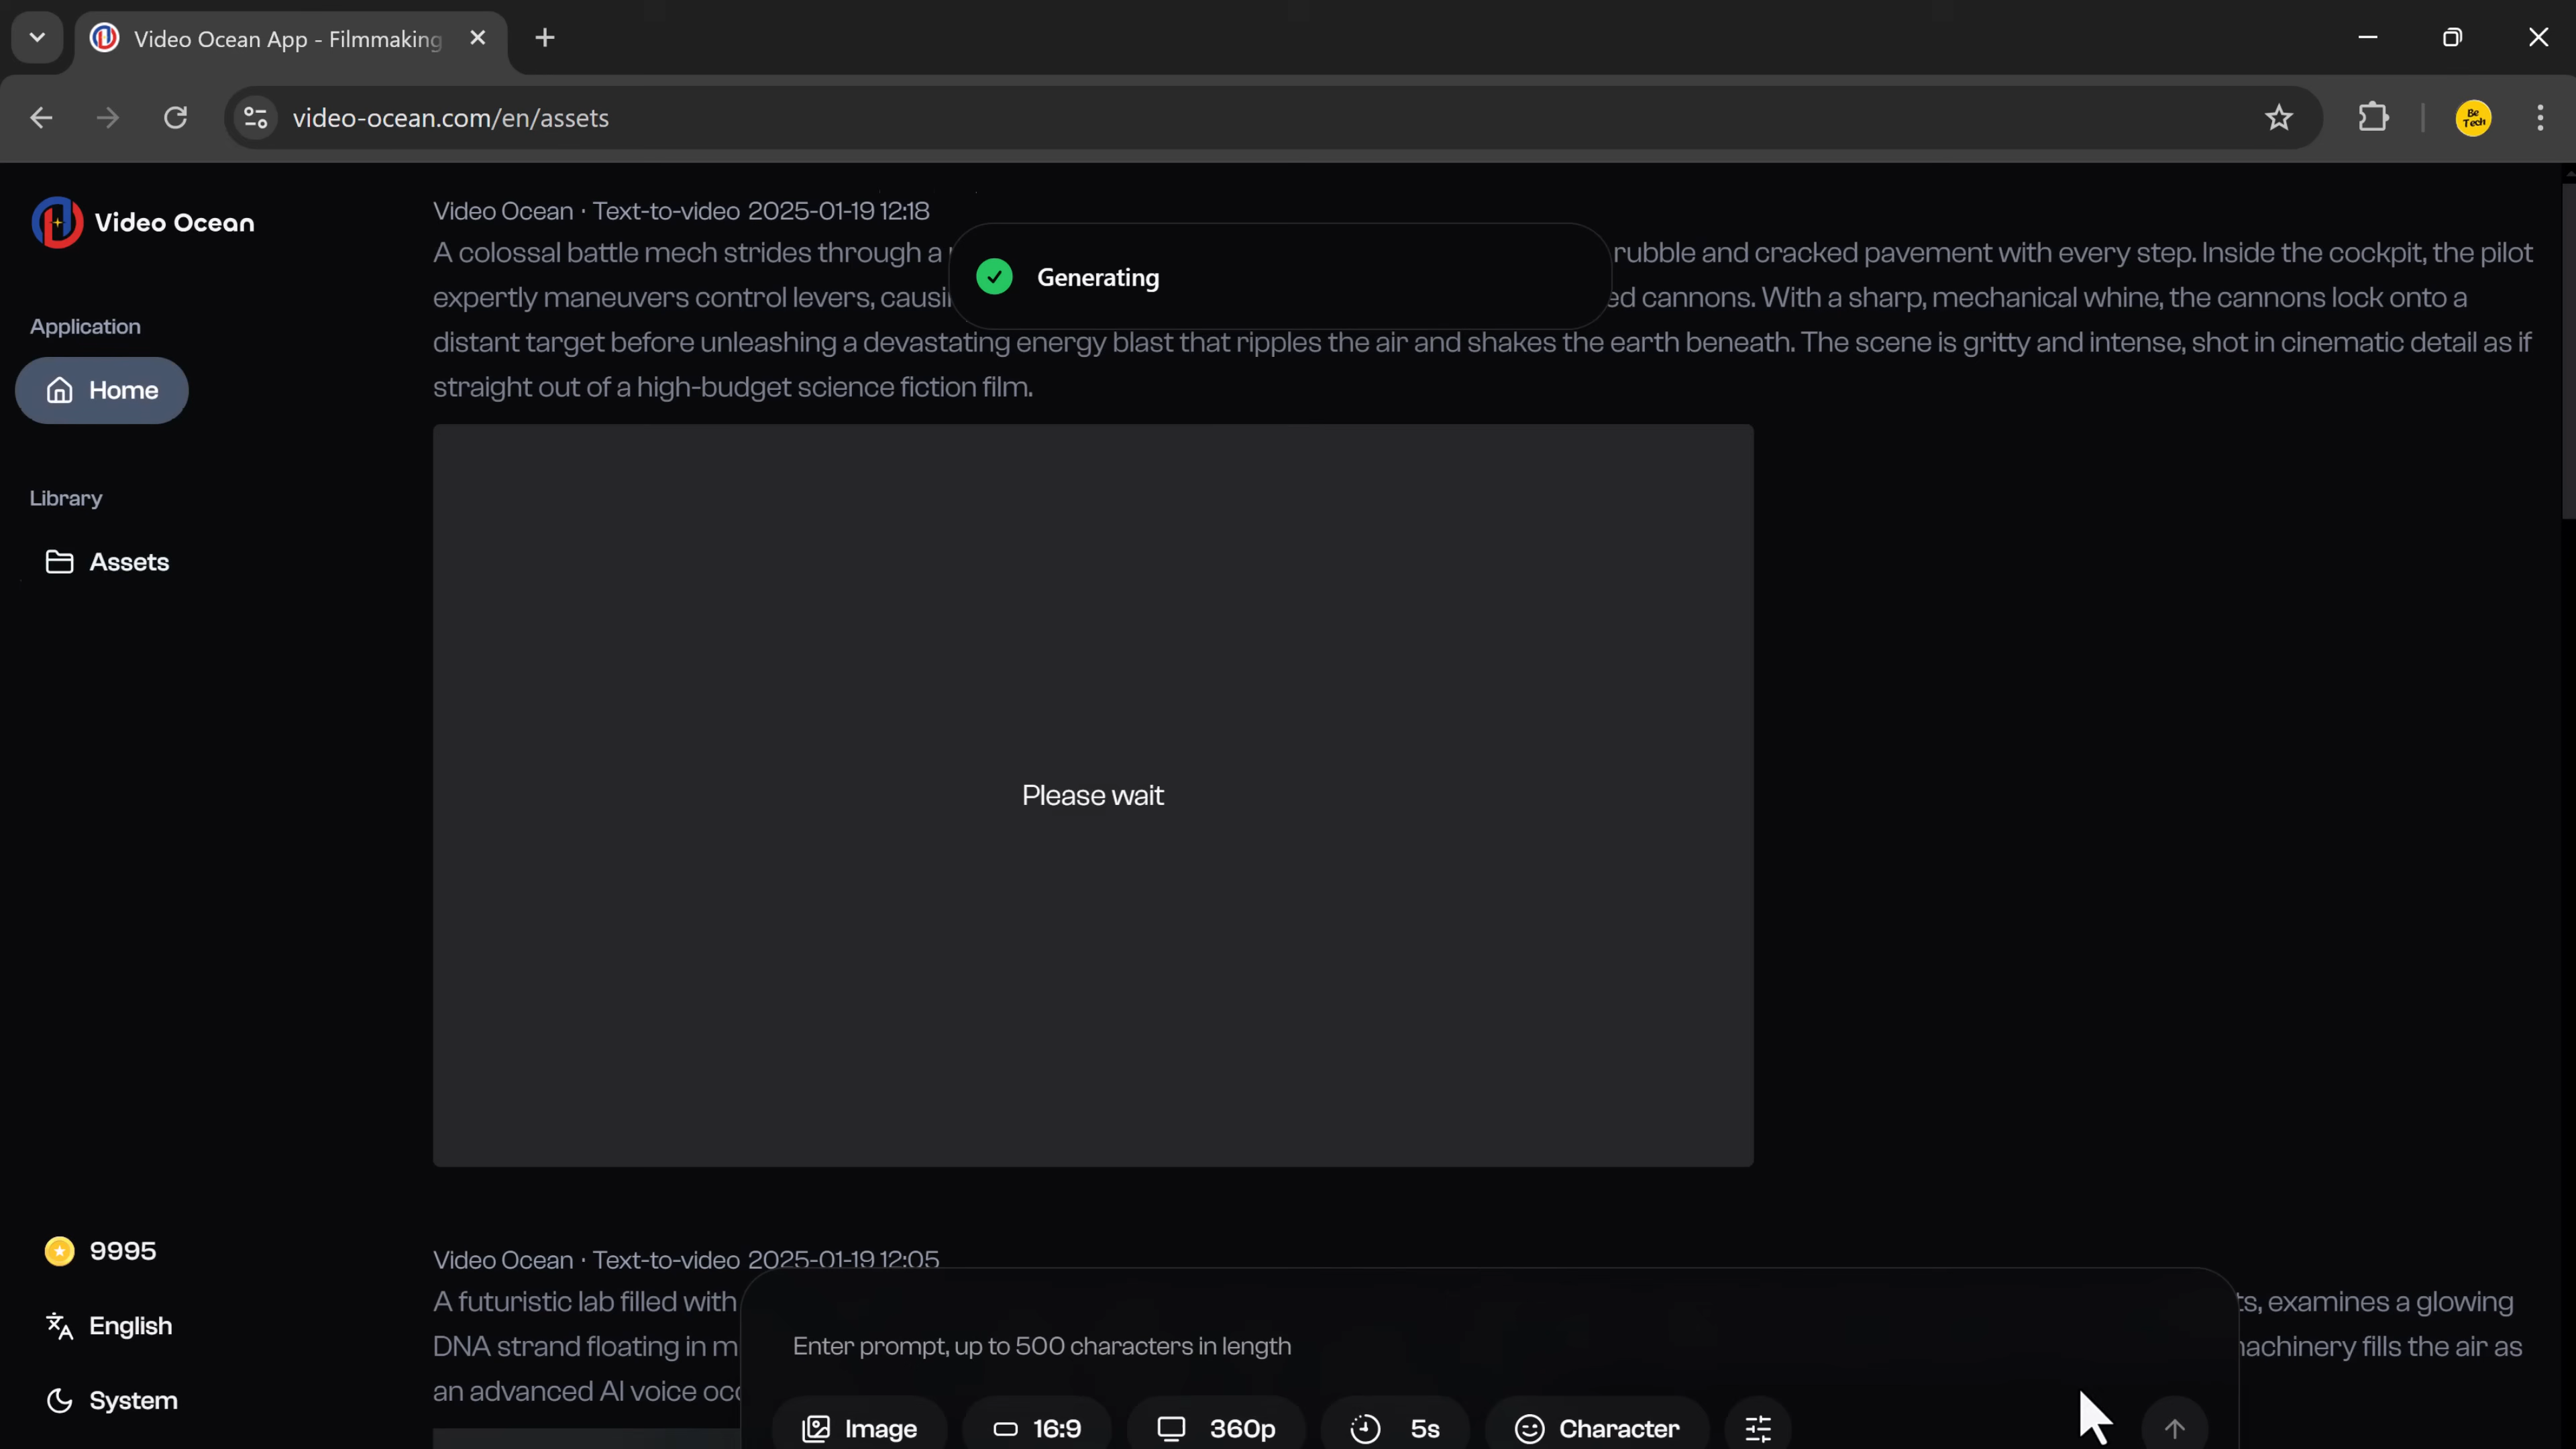 Video Ocean App - Filmmaking
video-ocean.com/en/assets
Be Tech
Video Ocean
Application
Home
Library
Assets
9995
English
System
Video Ocean · Text-to-video 2025-01-19 12:18
A colossal battle mech strides through a rubble and cracked pavement with every step. Inside the cockpit, the pilot
expertly maneuvers control levers, cannons. With a sharp, mechanical whine, the cannons lock onto a
distant target before unleashing a devastating energy blast that ripples the air and shakes the earth beneath. The scene is gritty and intense, shot in cinematic detail as if
straight out of a high-budget science fiction film.
Generating
Please wait
Video Ocean · Text-to-video 2025-01-19 12:05
A futuristic lab filled with examines a glowing
DNA strand floating in fills the air as
an advanced AI voice
Enter prompt, up to 500 characters in length
Image
16:9
360p
5s
Character